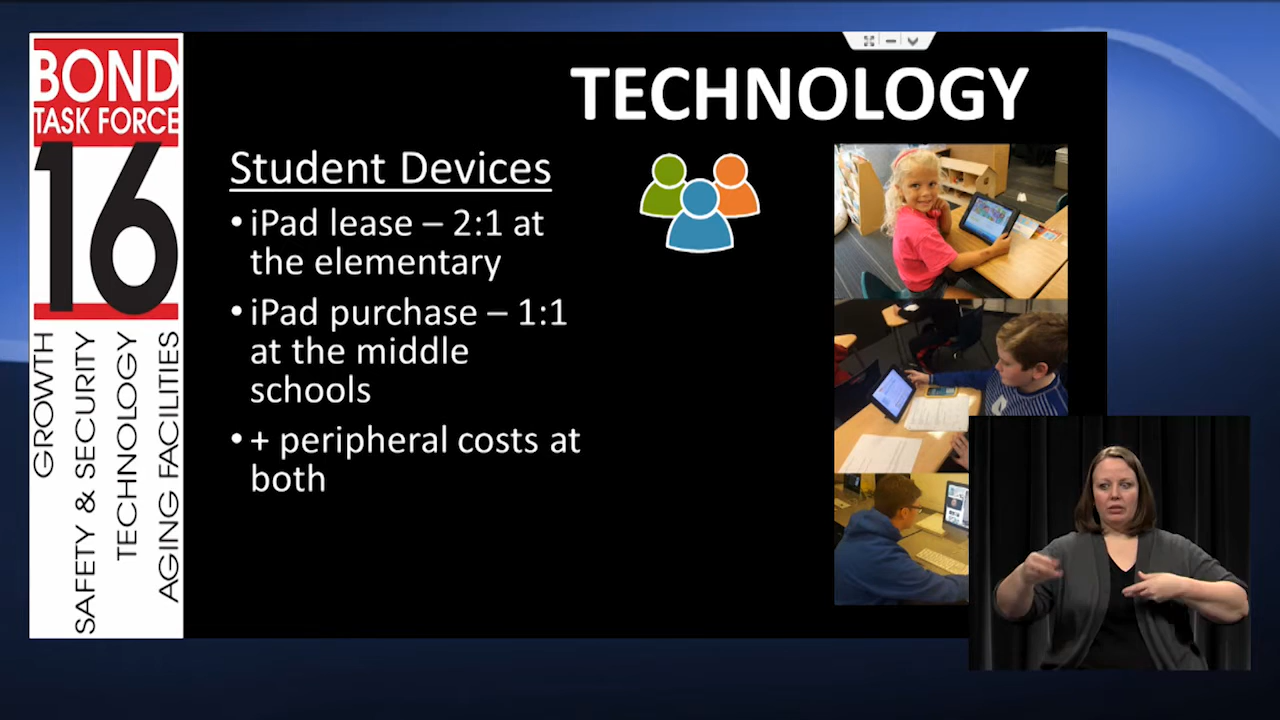 BOND
TASK FORCE
16
GROWTH
SAFETY & SECURITY
TECHNOLOGY
AGING FACILITIES
TECHNOLOGY
Student Devices
• iPad lease – 2:1 at
the elementary
• iPad purchase – 1:1
at the middle
schools
• + peripheral costs at
both